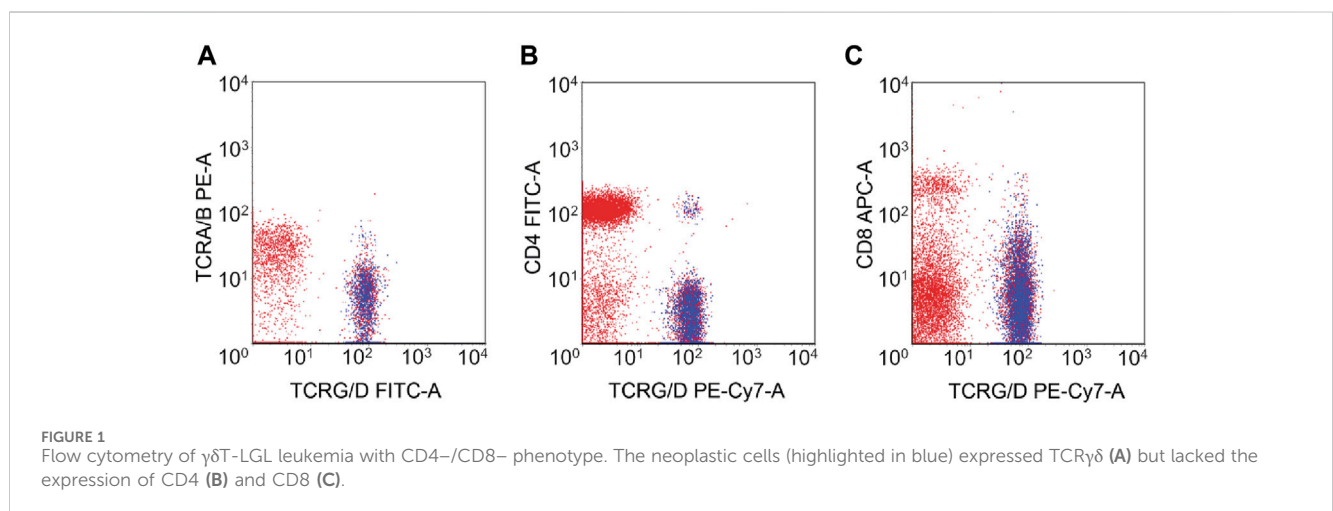 A
B
C
10⁴
10³
10²
10¹
10⁰
10¹
10²
10³
10⁴
TCRA/B PE-A
TCRG/D FITC-A
10⁴
10³
10²
10¹
10⁰
10¹
10²
10³
10⁴
CD4 FITC-A
TCRG/D PE-Cy7-A
10⁴
10³
10²
10¹
10⁰
10¹
10²
10³
10⁴
CD8 APC-A
TCRG/D PE-Cy7-A
FIGURE 1
Flow cytometry of γδT-LGL leukemia with CD4−/CD8− phenotype. The neoplastic cells (highlighted in blue) expressed TCRγδ (A) but lacked the
expression of CD4 (B) and CD8 (C).